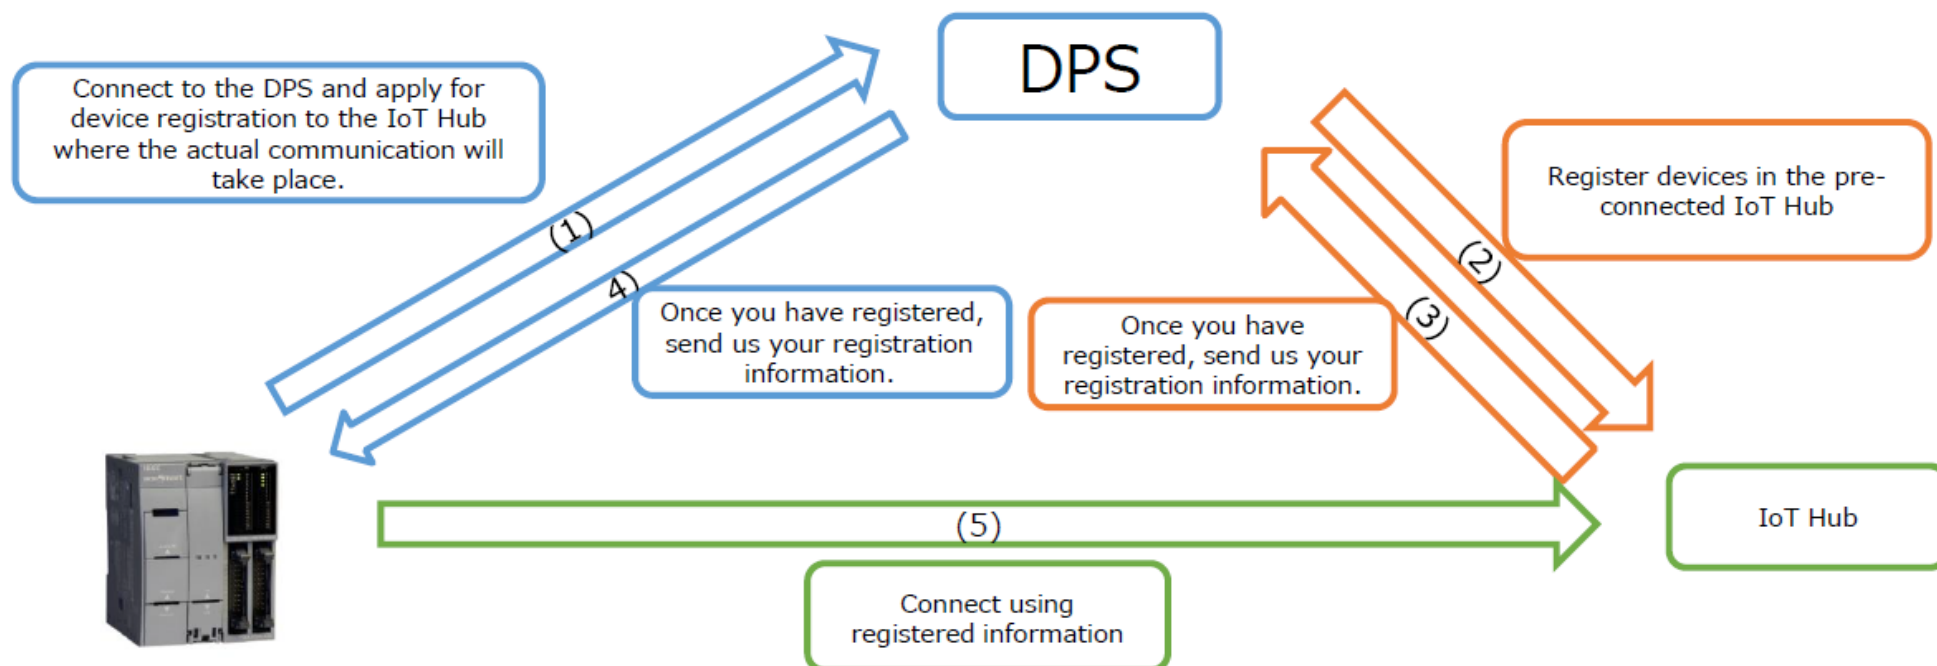 DPS
Connect to the DPS and apply for
device registration to the IoT Hub
where the actual communication will
take place.
(1)
Register devices in the pre-
connected IoT Hub
(2)
(3)
4)
Once you have registered,
send us your registration
information.
Once you have
registered, send us your
registration information.
(5)
IoT Hub
Connect using
registered information